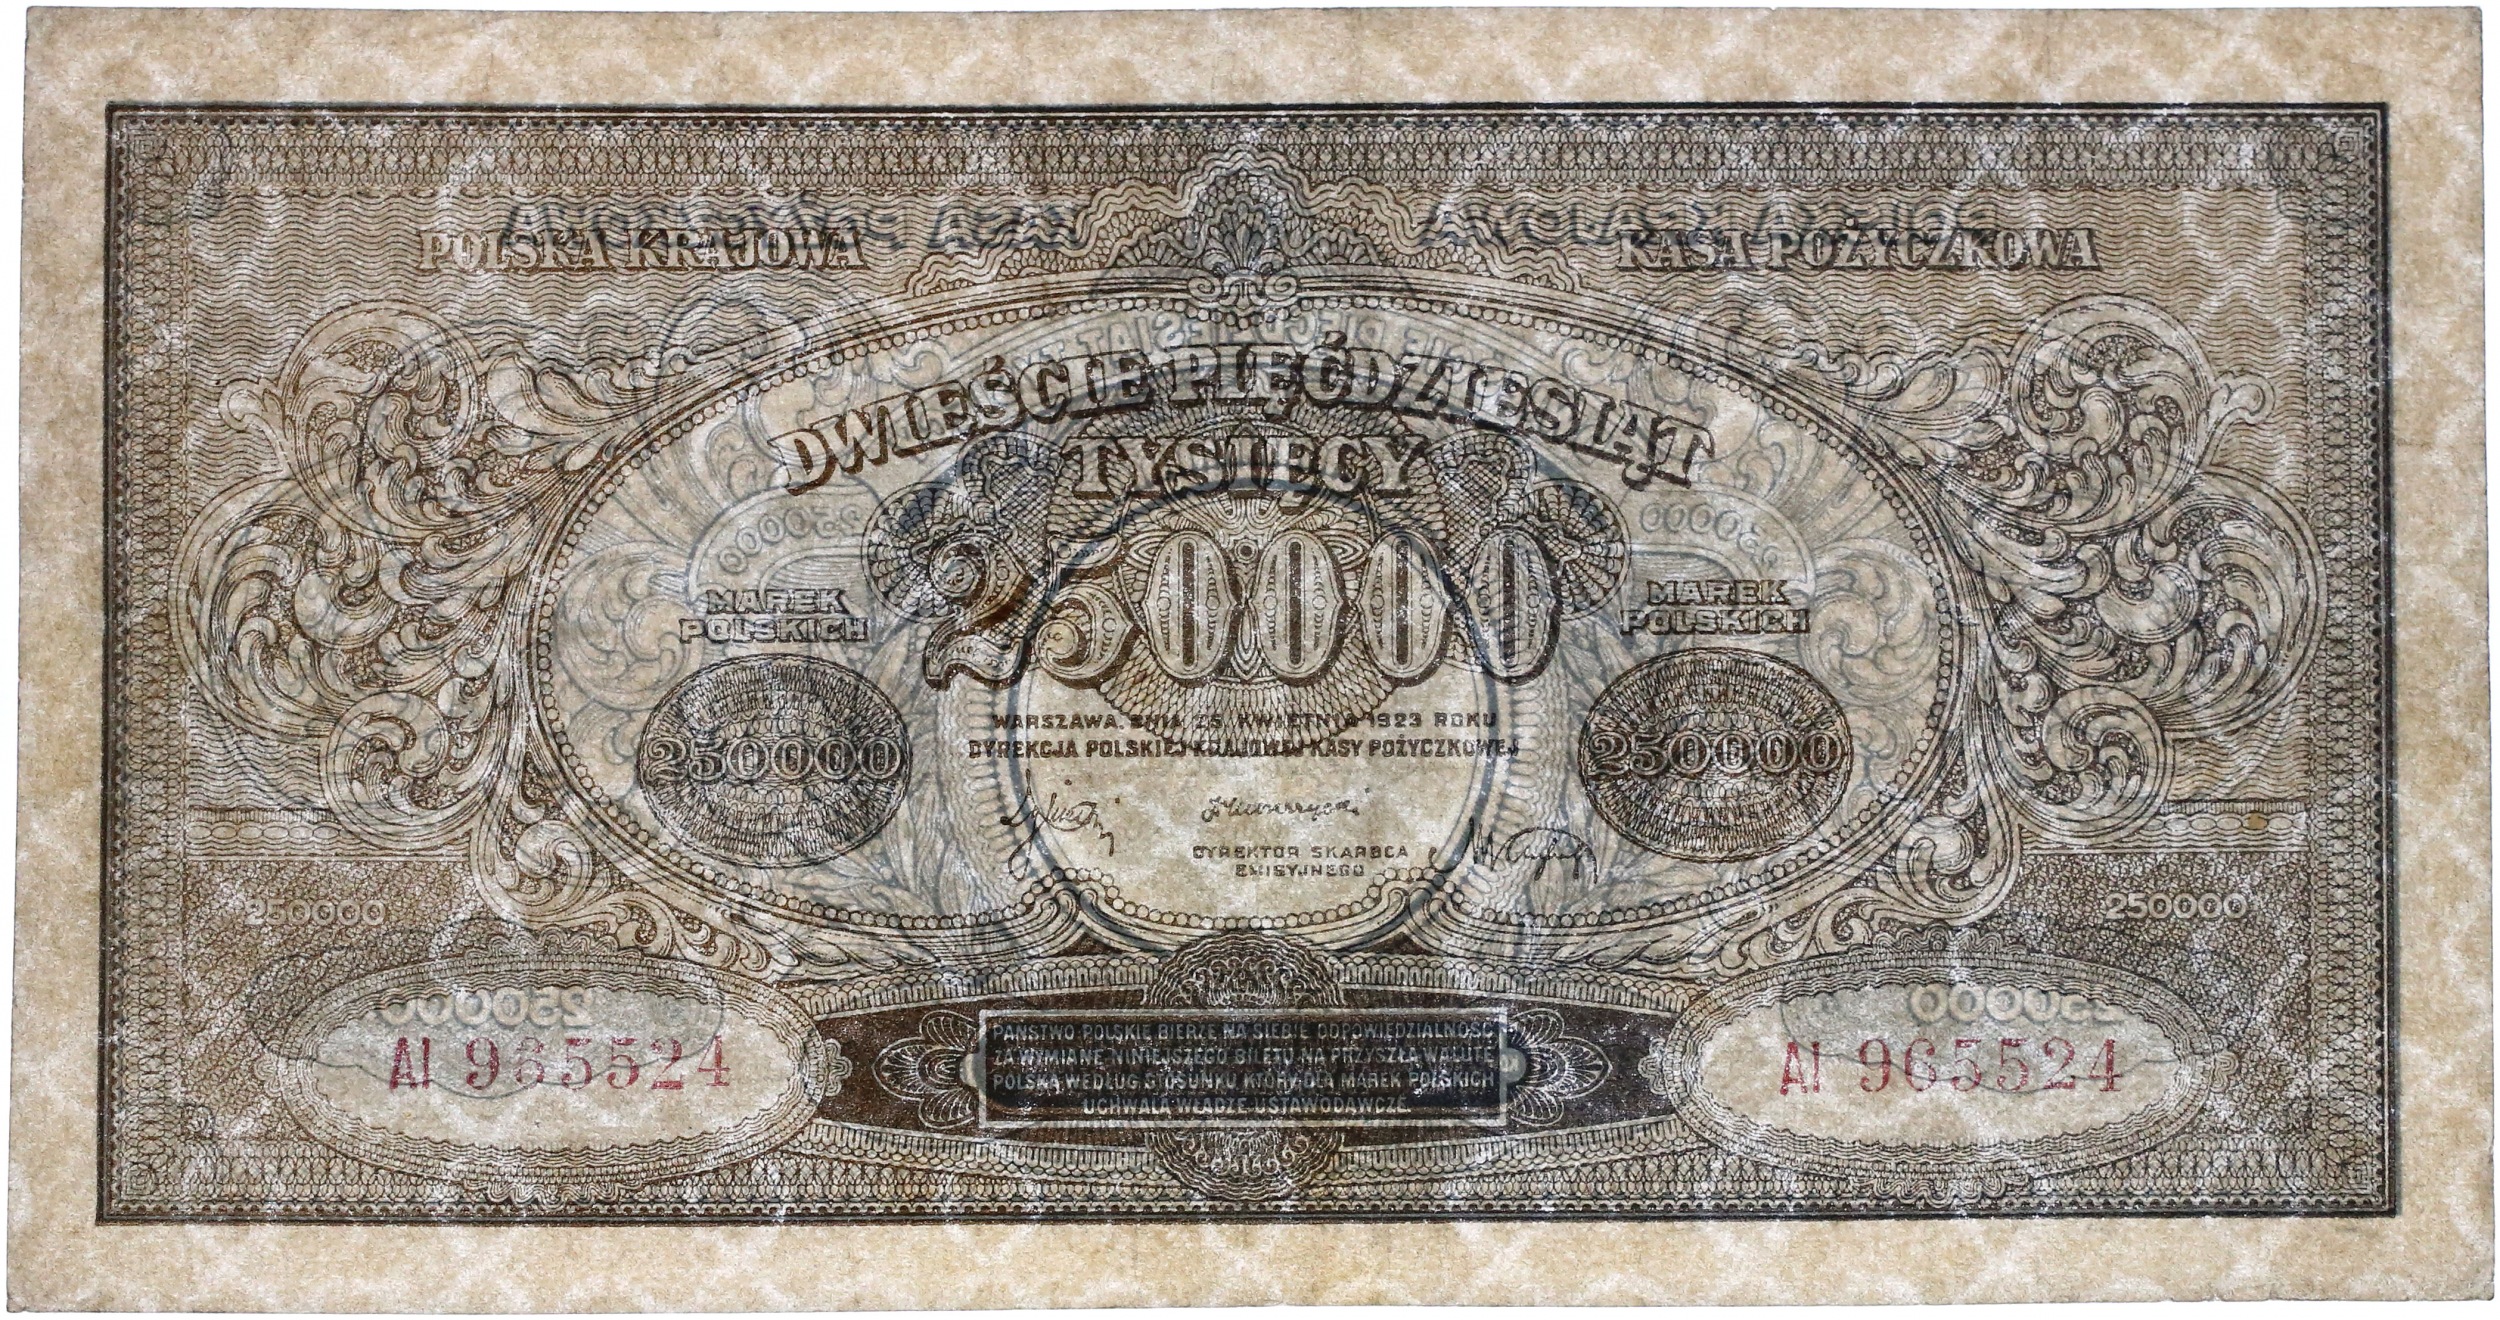 POLSKA KRAJOWA KASA POŻYCZKOWA
DWIEŚCIE PIĘĆDZIESIĄT
TYSIĘCY
250000
MAREK
POLSKICH
MAREK
POLSKICH
250000
250000
WARSZAWA, DNIA 25 KWIETNIA 1923 ROKU
DYREKCJA POLSKIEJ KRAJOWEJ KASY POŻYCZKOWEJ
DYREKTOR SKARBCA
EMISYJNEGO
250000
250000
250000
250000
AI 965524
AI 965524
PAŃSTWO POLSKIE BIERZE NA SIEBIE ODPOWIEDZIALNOŚĆ
ZA WYMIANĘ NINIEJSZEGO BILETU NA PRZYSZŁĄ WALUTĘ
POLSKĄ WEDŁUG STOSUNKU, KTÓRY DLA MAREK POLSKICH
UCHWALĄ WŁADZE USTAWODAWCZE.